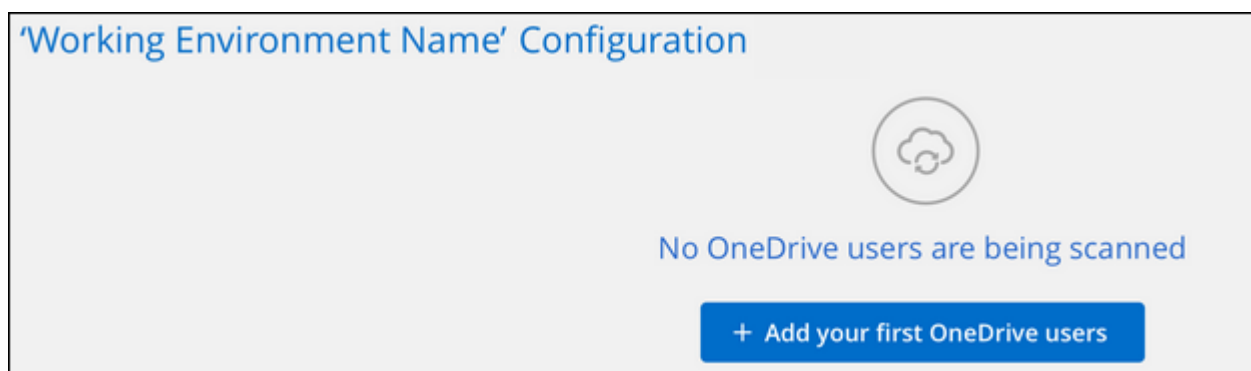 ‘Working Environment Name’ Configuration
No OneDrive users are being scanned
+ Add your first OneDrive users